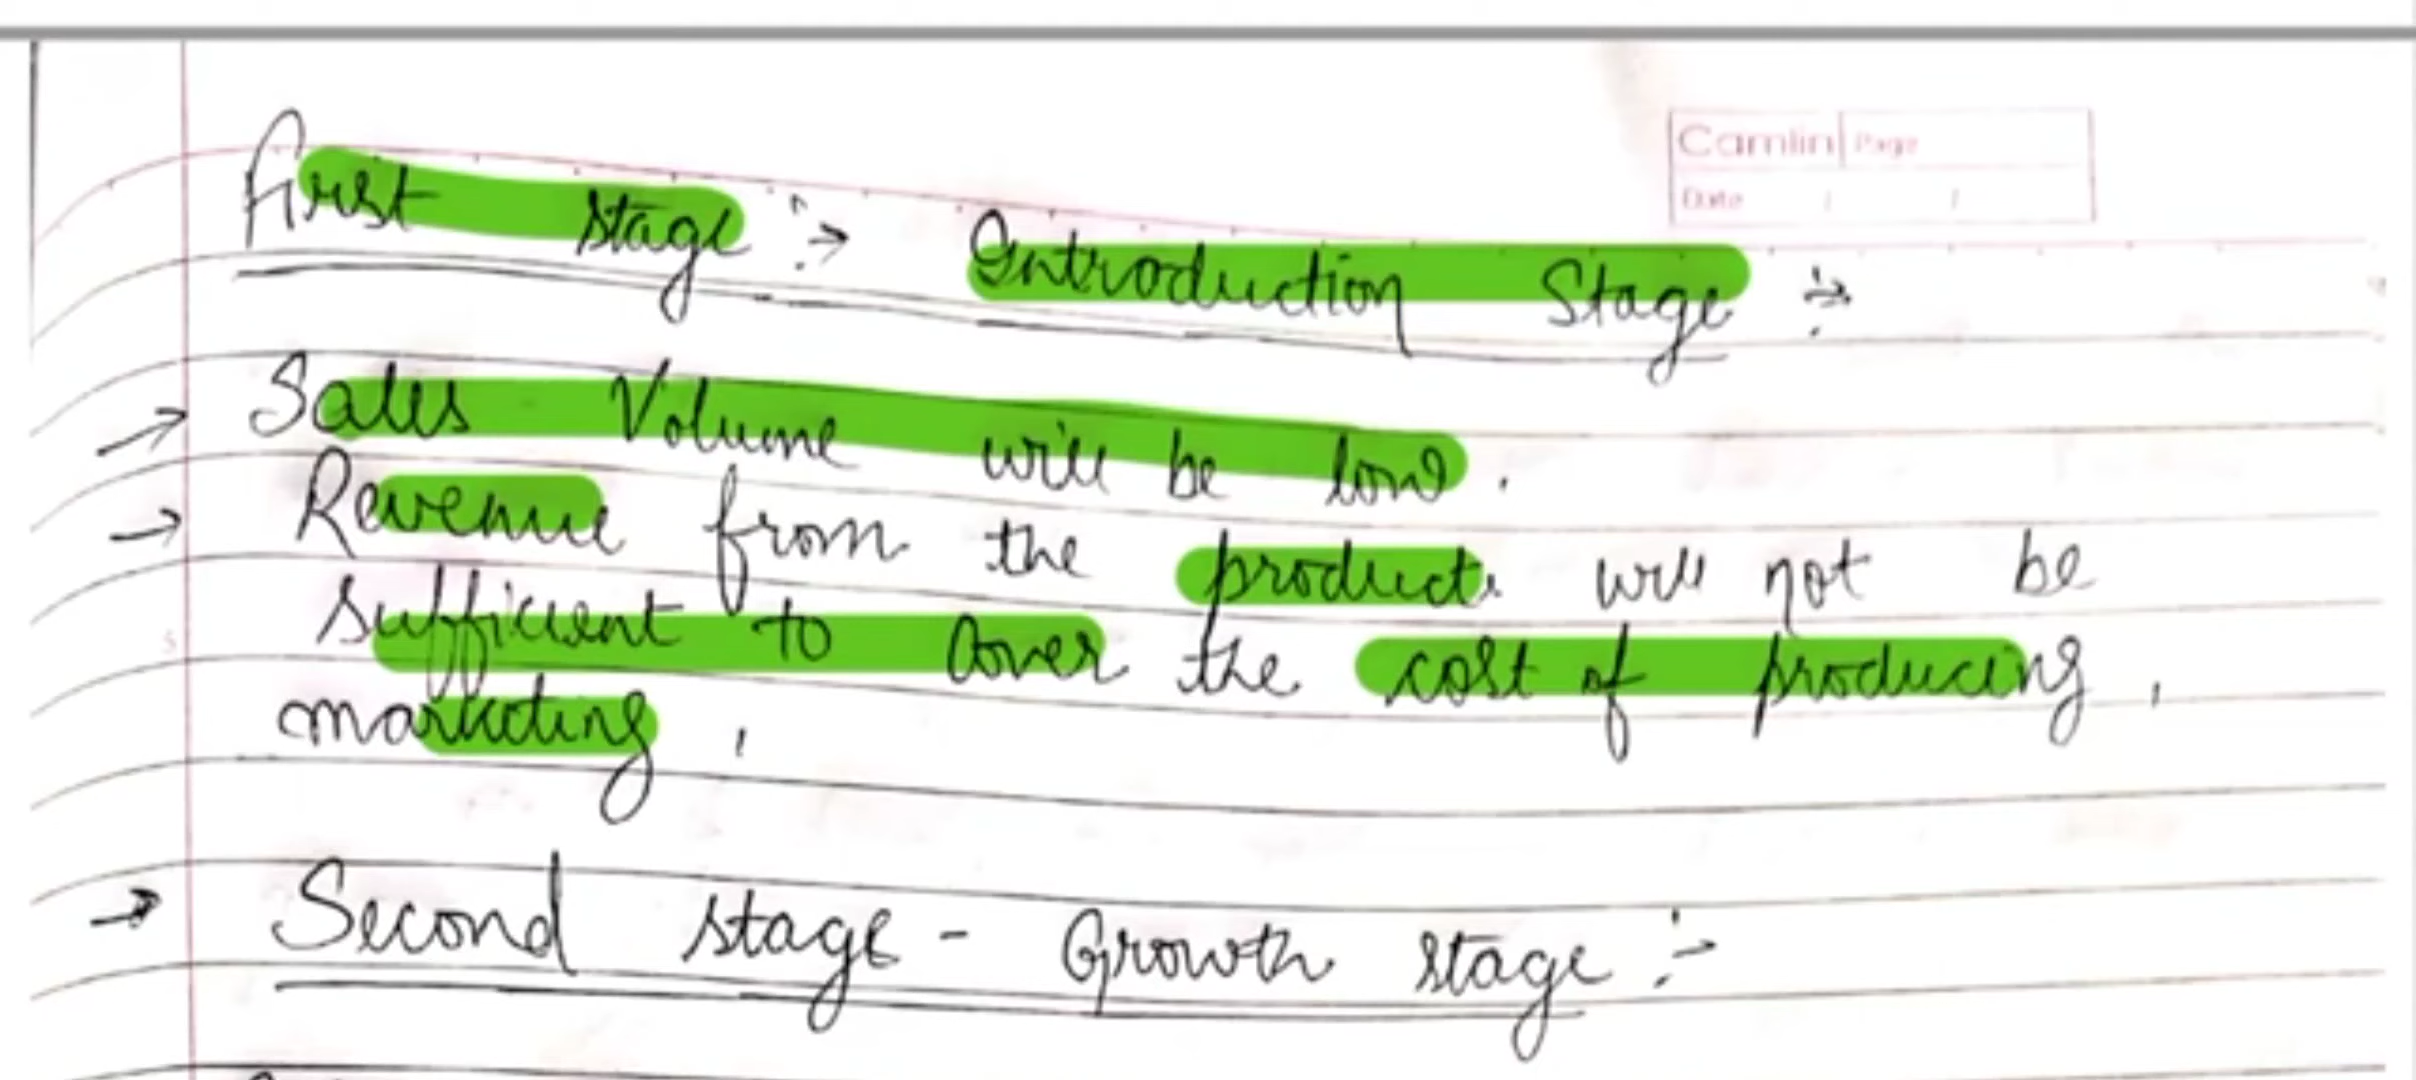 Camlin Page
Date / /
First stage :→ Introduction Stage :→
→ Sales Volume will be low.
→ Revenue from the product will not be
sufficient to cover the cost of producing,
marketing,
→ Second stage - Growth stage :-